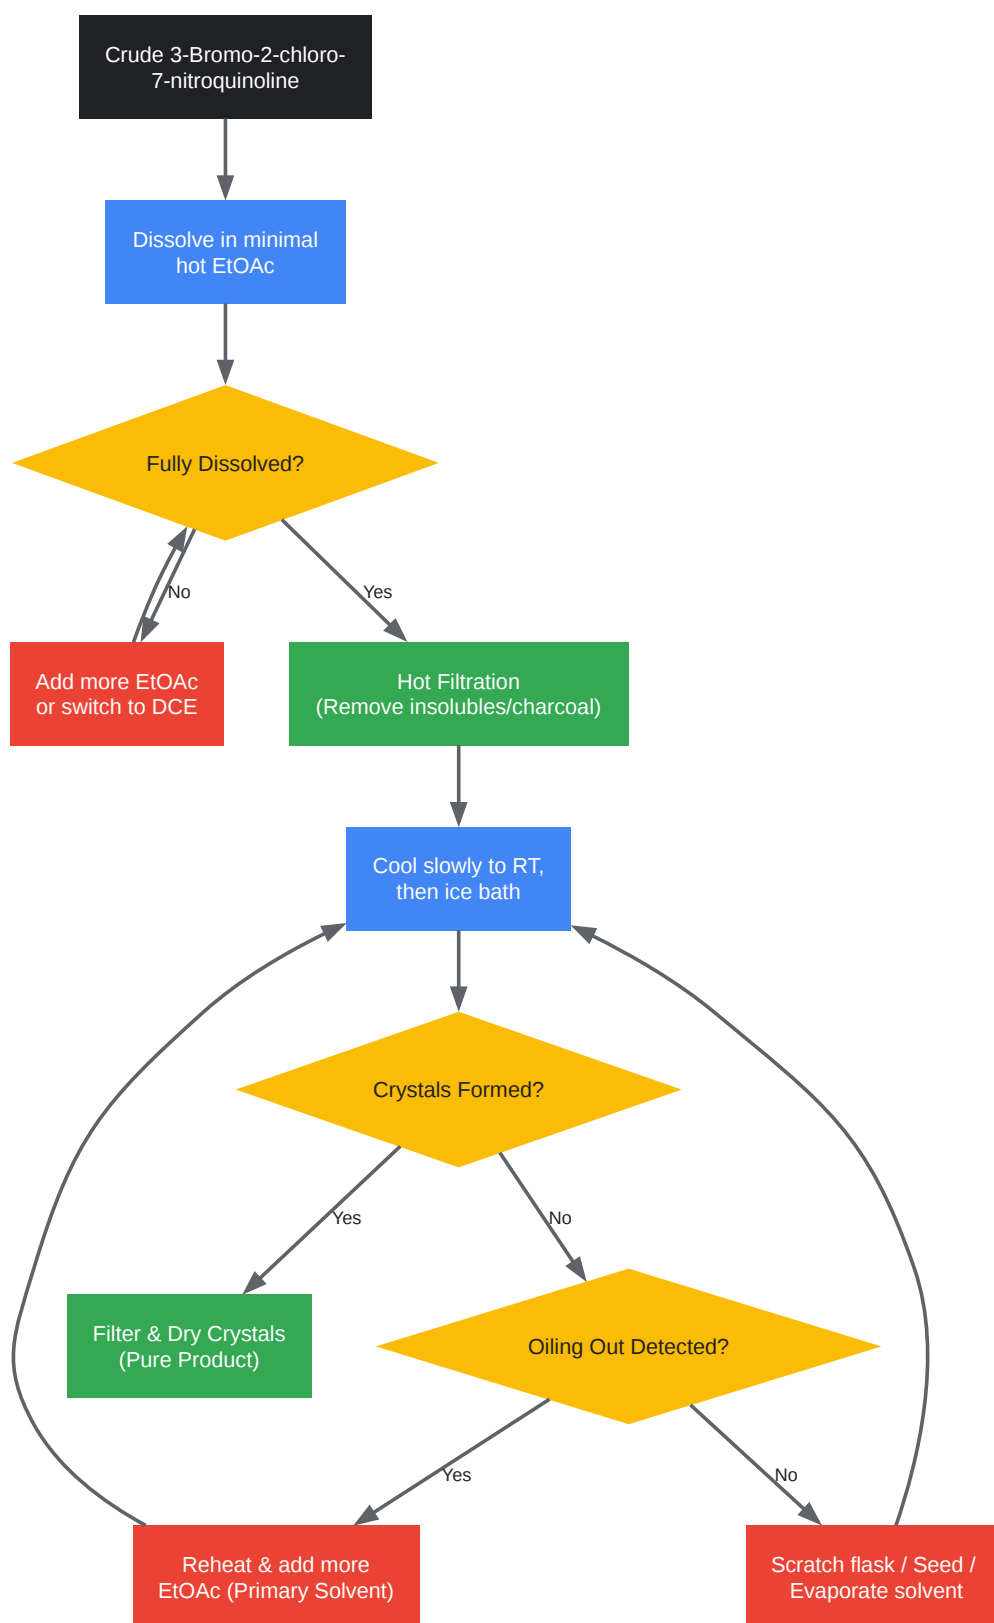 Crude 3-Bromo-2-chloro-
7-nitroquinoline
Dissolve in minimal
hot EtOAc
Fully Dissolved?
No
Yes
Add more EtOAc
or switch to DCE
Hot Filtration
(Remove insolubles/charcoal)
Cool slowly to RT,
then ice bath
Crystals Formed?
Yes
No
Filter & Dry Crystals
(Pure Product)
Oiling Out Detected?
Yes
No
Reheat & add more
EtOAc (Primary Solvent)
Scratch flask / Seed /
Evaporate solvent